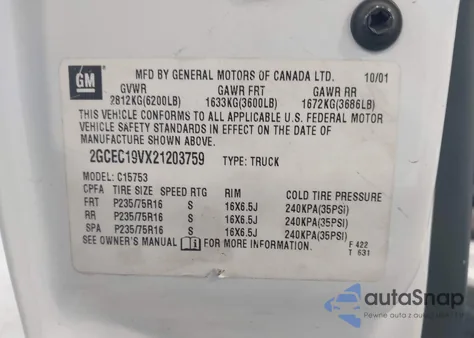 GM MFD BY GENERAL MOTORS OF CANADA LTD. 10/01
GVWR GAWR FRT GAWR RR
2812KG(6200LB) 1633KG(3600LB) 1672KG(3686LB)
THIS VEHICLE CONFORMS TO ALL APPLICABLE U.S. FEDERAL MOTOR
VEHICLE SAFETY STANDARDS IN EFFECT ON THE DATE OF
MANUFACTURE SHOWN ABOVE.
2GCEC19VX21203759 TYPE: TRUCK
MODEL: C15753
CPFA TIRE SIZE SPEED RTG RIM COLD TIRE PRESSURE
FRT P235/75R16 S 16X6.5J 240KPA(35PSI)
RR P235/75R16 S 16X6.5J 240KPA(35PSI)
SPA P235/75R16 S 16X6.5J 240KPA(35PSI)
SEE OWNER'S MANUAL i FOR MORE INFORMATION F 422
T 631
autoSnap
Pewne auta z